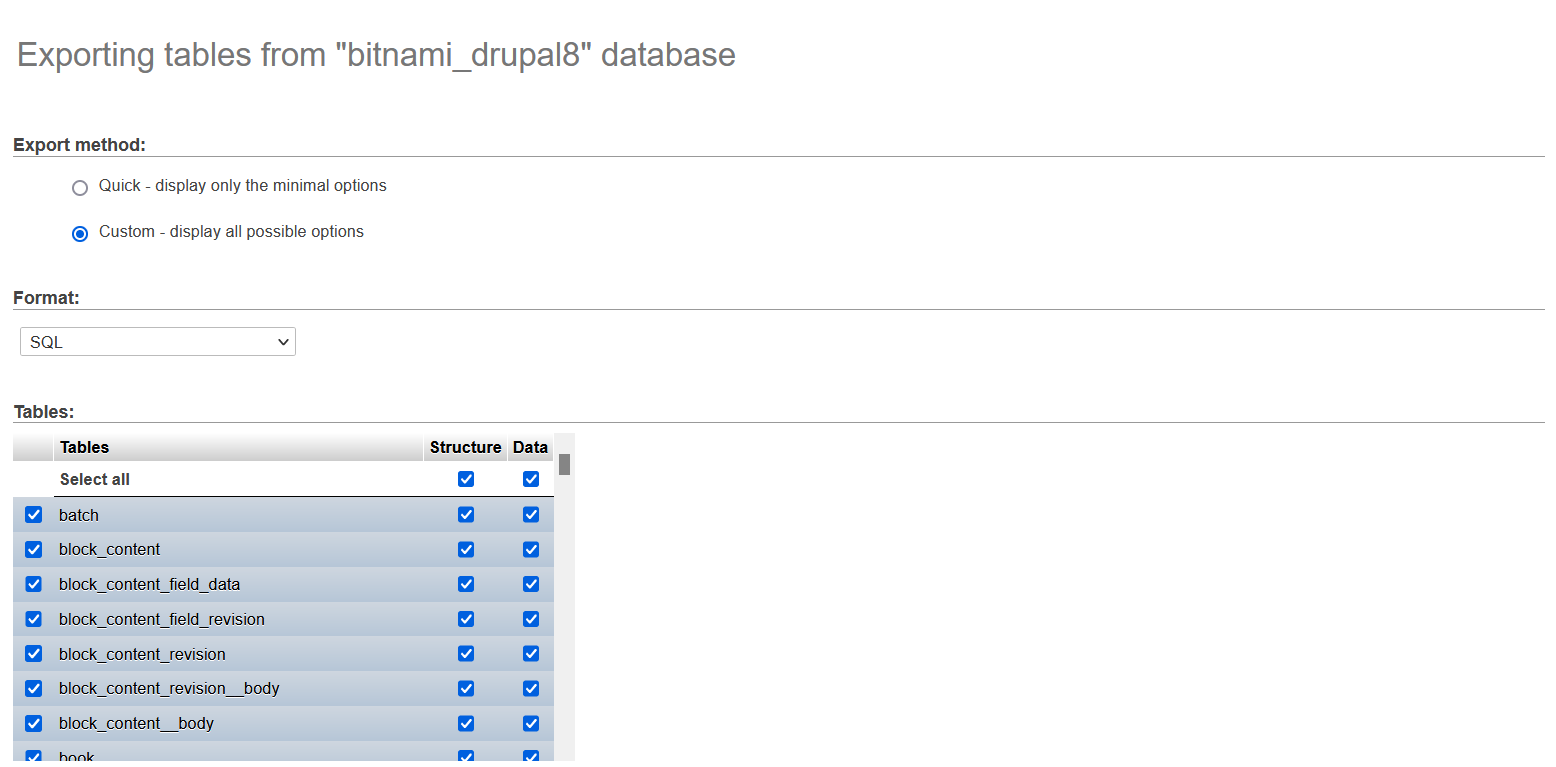 Exporting tables from "bitnami_drupal8" database
Export method:
Quick - display only the minimal options
Custom - display all possible options
Format:
SQL
Tables:
Tables Structure Data
Select all
batch
block_content
block_content_field_data
block_content_field_revision
block_content_revision
block_content_revision__body
block_content__body
book